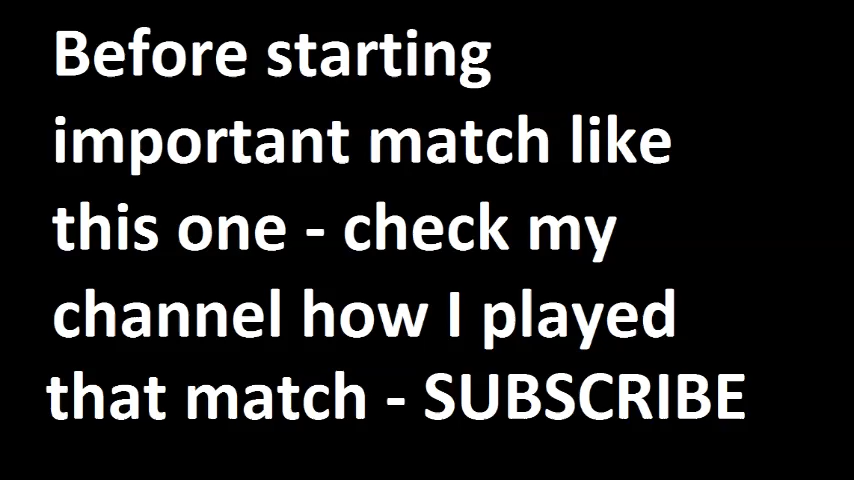 Before starting
important match like
this one - check my
channel how I played
that match - SUBSCRIBE